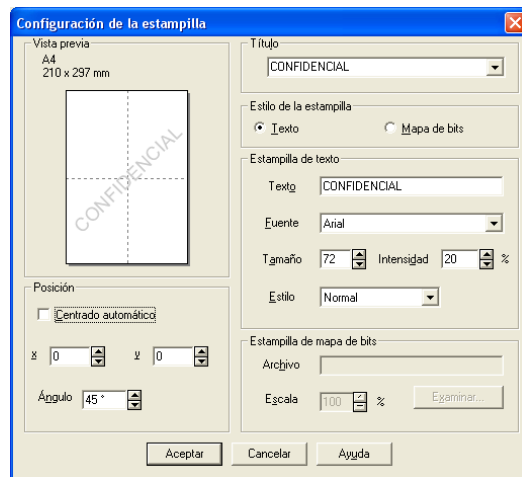 Configuración de la estampilla
Vista previa
A4
210 x 297 mm
CONFIDENCIAL
Posición
Centrado automático
x 0 y 0
Ángulo 45 °
Título
CONFIDENCIAL
Estilo de la estampilla
Texto Mapa de bits
Estampilla de texto
Texto CONFIDENCIAL
Fuente Arial
Tamaño 72 Intensidad 20 %
Estilo Normal
Estampilla de mapa de bits
Archivo
Escala 100 % Examinar...
Aceptar Cancelar Ayuda